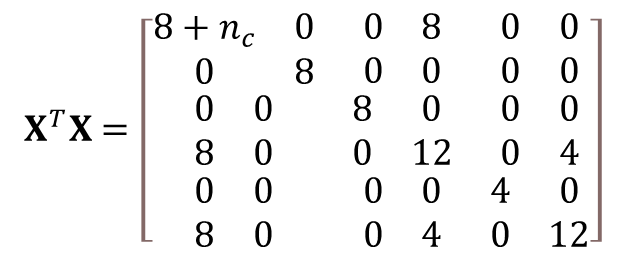 8 + n_c 0 0 8 0 0
0 8 0 0 0 0
0 0 8 0 0 0
X^T X = 8 0 0 12 0 4
0 0 0 0 4 0
8 0 0 4 0 12